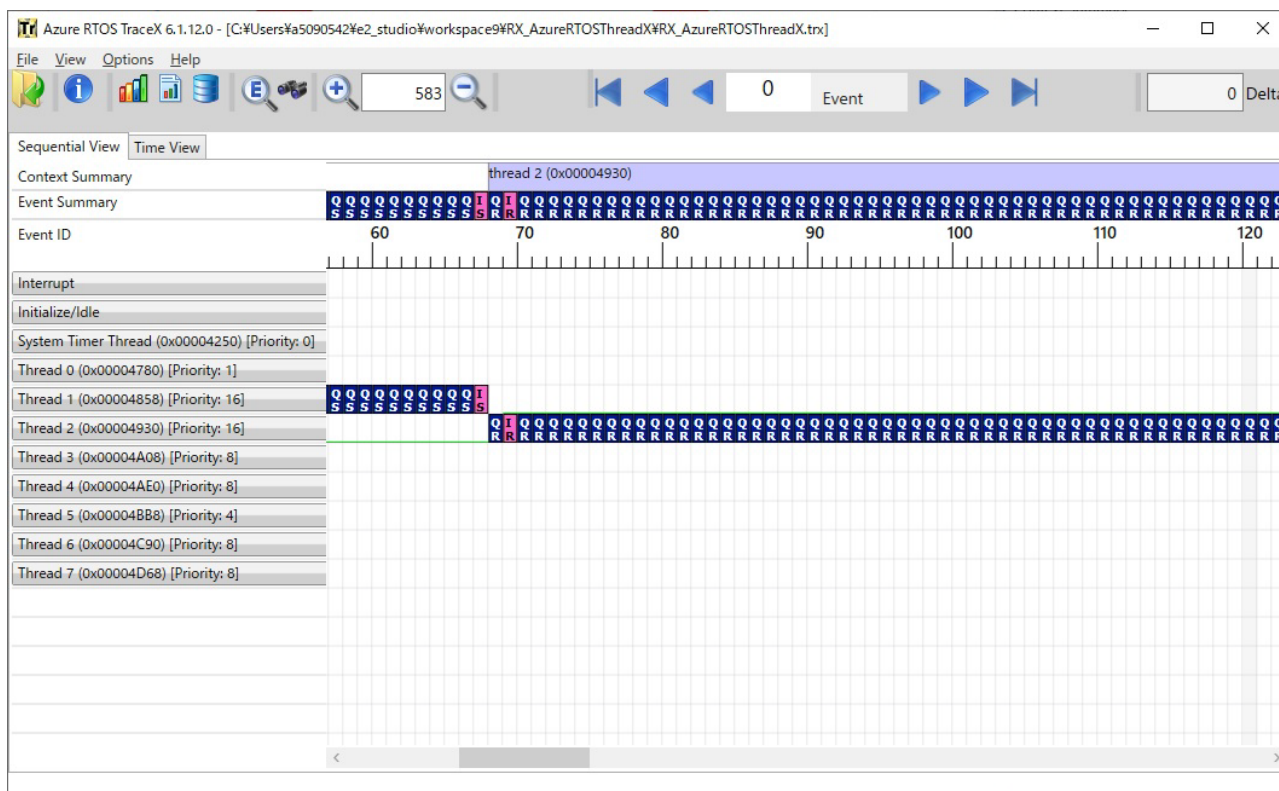 Tr Azure RTOS TraceX 6.1.12.0 - [C:¥Users¥a5090542¥e2_studio¥workspace9¥RX_AzureRTOSThreadX¥RX_AzureRTOSThreadX.trx]
File View Options Help
583 0 Event 0 Delta
Sequential View Time View
Context Summary thread 2 (0x00004930)
Event Summary Q Q Q Q Q Q Q Q Q Q I Q I Q Q Q Q Q Q Q Q Q Q Q Q Q Q Q Q Q Q Q Q Q Q Q Q Q Q Q Q Q Q Q Q Q Q Q Q Q Q Q Q Q Q Q Q Q Q Q Q Q Q Q Q Q
S S S S S S S S S S S R R R R R R R R R R R R R R R R R R R R R R R R R R R R R R R R R R R R R R R R R R R R R R R R R R R R R R R R R R R
Event ID 60 70 80 90 100 110 120
Interrupt
Initialize/Idle
System Timer Thread (0x00004250) [Priority: 0]
Thread 0 (0x00004780) [Priority: 1]
Thread 1 (0x00004858) [Priority: 16] Q Q Q Q Q Q Q Q Q Q I
S S S S S S S S S S S
Thread 2 (0x00004930) [Priority: 16] Q I Q Q Q Q Q Q Q Q Q Q Q Q Q Q Q Q Q Q Q Q Q Q Q Q Q Q Q Q Q Q Q Q Q Q Q Q Q Q Q Q Q Q Q Q Q Q Q Q Q Q Q Q Q
R R R R R R R R R R R R R R R R R R R R R R R R R R R R R R R R R R R R R R R R R R R R R R R R R R R R R R R
Thread 3 (0x00004A08) [Priority: 8]
Thread 4 (0x00004AE0) [Priority: 8]
Thread 5 (0x00004BB8) [Priority: 4]
Thread 6 (0x00004C90) [Priority: 8]
Thread 7 (0x00004D68) [Priority: 8]